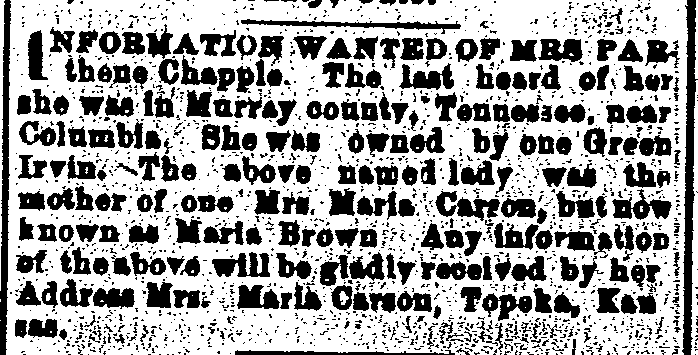 INFORMATION WANTED OF MRS PAR-
thene Chapple. The last heard of her
she was in Murray county, Tennessee, near
Columbia. She was owned by one Green
Irvin. The above named lady was the
mother of one Mrs. Maria Carson, but now
known as Maria Brown Any information
of the above will be gladly received by her
Address Mrs. Maria Carson, Topeka, Kan
sas.